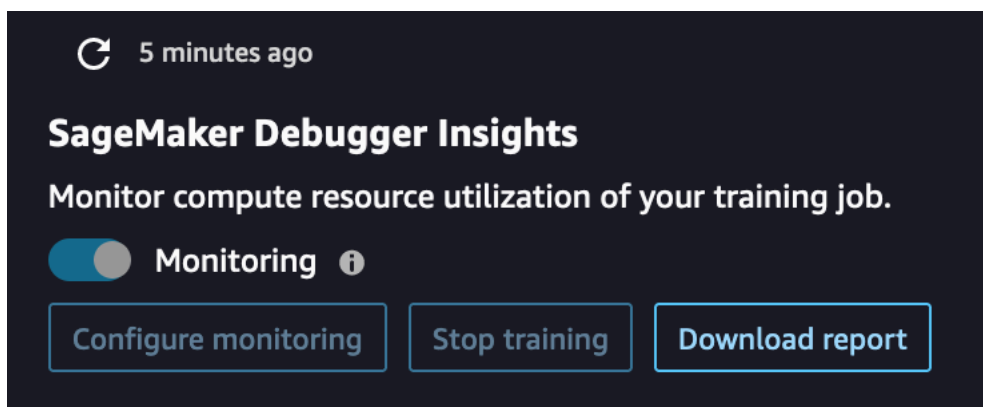 5 minutes ago
SageMaker Debugger Insights
Monitor compute resource utilization of your training job.
Monitoring
Configure monitoring Stop training Download report